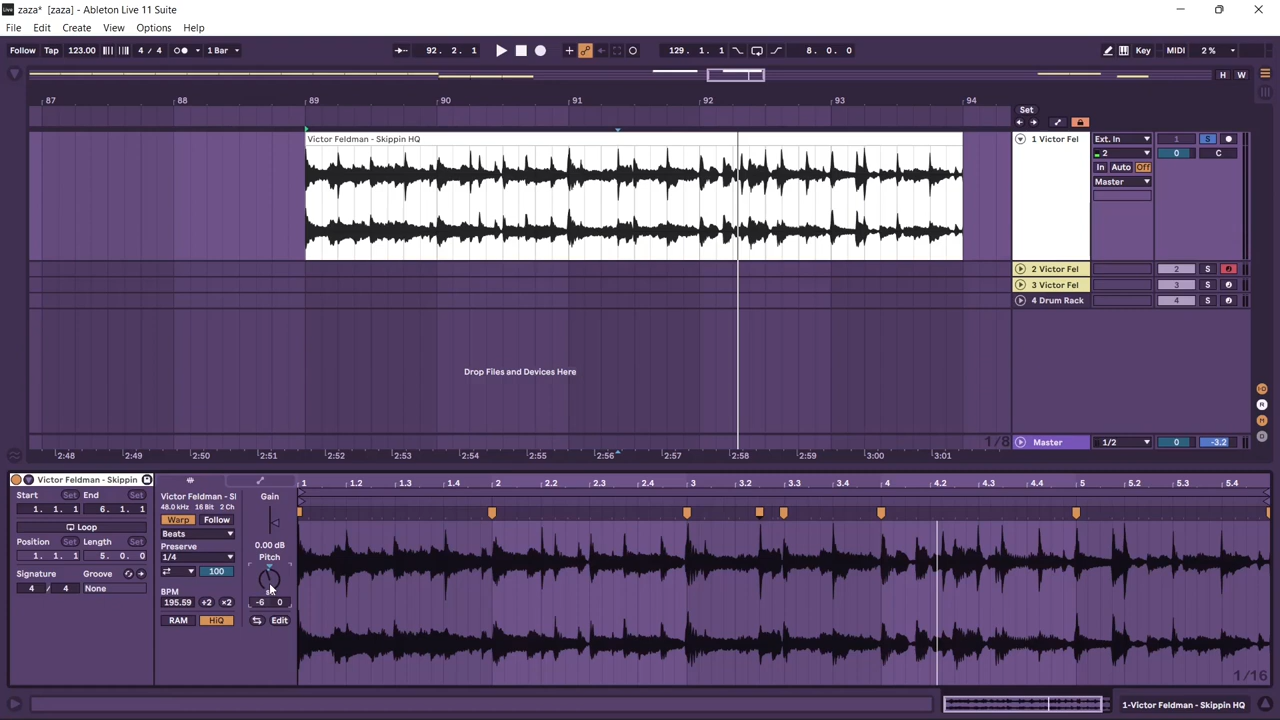 zaza* [zaza] - Ableton Live 11 Suite
File Edit Create View Options Help
Follow Tap 123.00 4 / 4 1 Bar 92. 2. 1 129. 1. 1 8. 0. 0 Key MIDI 2 %
H W
87 88 89 90 91 92 93 94
Set
Victor Feldman - Skippin HQ
1 Victor Fel Ext. In 1 S
2 0 C
In Auto Off
Master
2 Victor Fel 2 S
3 Victor Fel 3 S
4 Drum Rack 4 S
Drop Files and Devices Here
1/8 Master 1/2 0 -3.2
2:48 2:49 2:50 2:51 2:52 2:53 2:54 2:55 2:56 2:57 2:58 2:59 3:00 3:01
Victor Feldman - Skippin
Start Set End Set
1. 1. 1 6. 1. 1
Loop
Position Set Length Set
1. 1. 1 5. 0. 0
Signature Groove
4 / 4 None
Victor Feldman - Sl
48.0 kHz 16 Bit 2 Ch
Warp Follow
Beats
Preserve
1/4
100
BPM
195.59 ÷2 ×2
RAM HiQ
Gain
0.00 dB
Pitch
-6 0
Edit
1 1.2 1.3 1.4 2 2.2 2.3 2.4 3 3.2 3.3 3.4 4 4.2 4.3 4.4 5 5.2 5.3 5.4
1/16
1-Victor Feldman - Skippin HQ